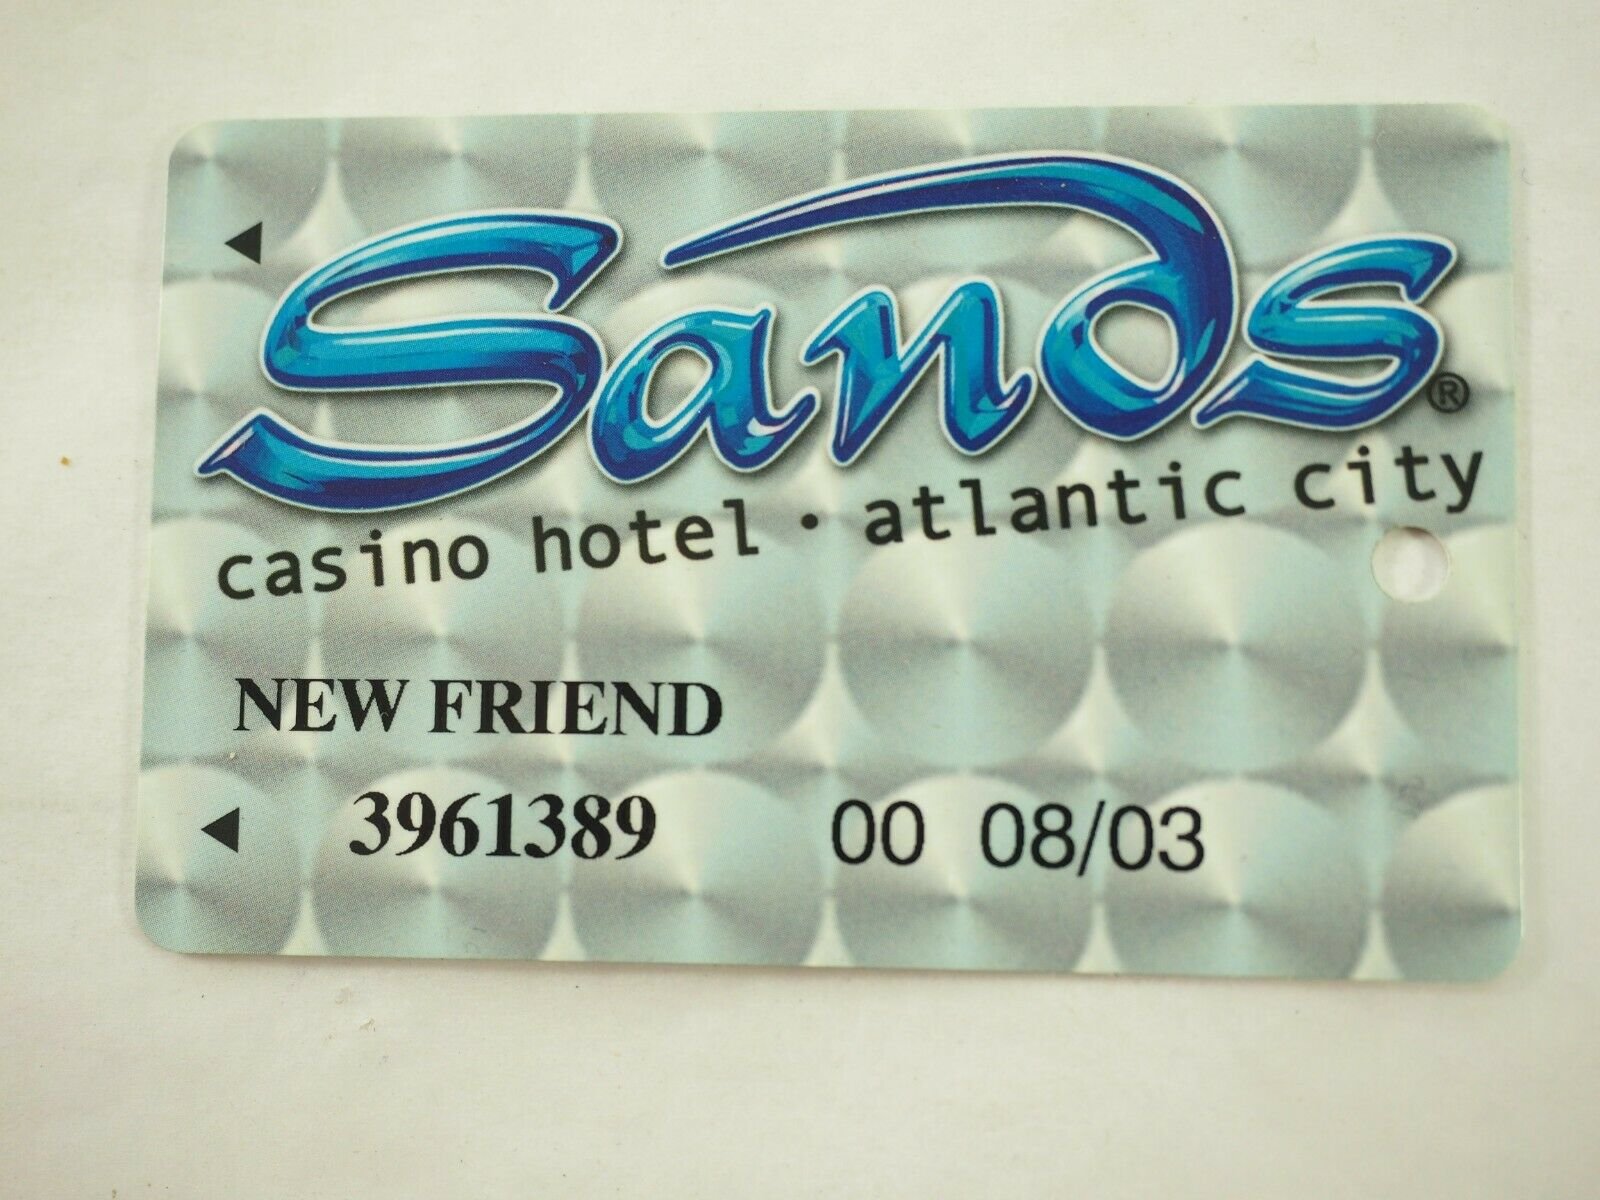 Sands®
casino hotel · atlantic city
NEW FRIEND
3961389 00 08/03